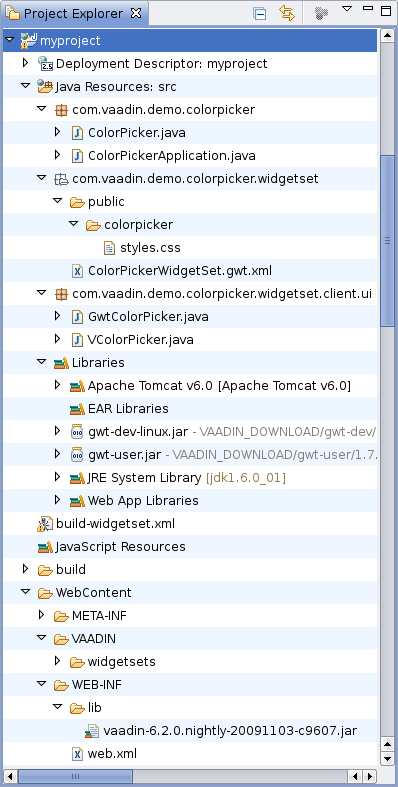 Project Explorer
myproject
Deployment Descriptor: myproject
Java Resources: src
com.vaadin.demo.colorpicker
ColorPicker.java
ColorPickerApplication.java
com.vaadin.demo.colorpicker.widgetset
public
colorpicker
styles.css
ColorPickerWidgetSet.gwt.xml
com.vaadin.demo.colorpicker.widgetset.client.ui
GwtColorPicker.java
VColorPicker.java
Libraries
Apache Tomcat v6.0 [Apache Tomcat v6.0]
EAR Libraries
gwt-dev-linux.jar - VAADIN_DOWNLOAD/gwt-dev/
gwt-user.jar - VAADIN_DOWNLOAD/gwt-user/1.7.
JRE System Library [jdk1.6.0_01]
Web App Libraries
build-widgetset.xml
JavaScript Resources
build
WebContent
META-INF
VAADIN
widgetsets
WEB-INF
lib
vaadin-6.2.0.nightly-20091103-c9607.jar
web.xml